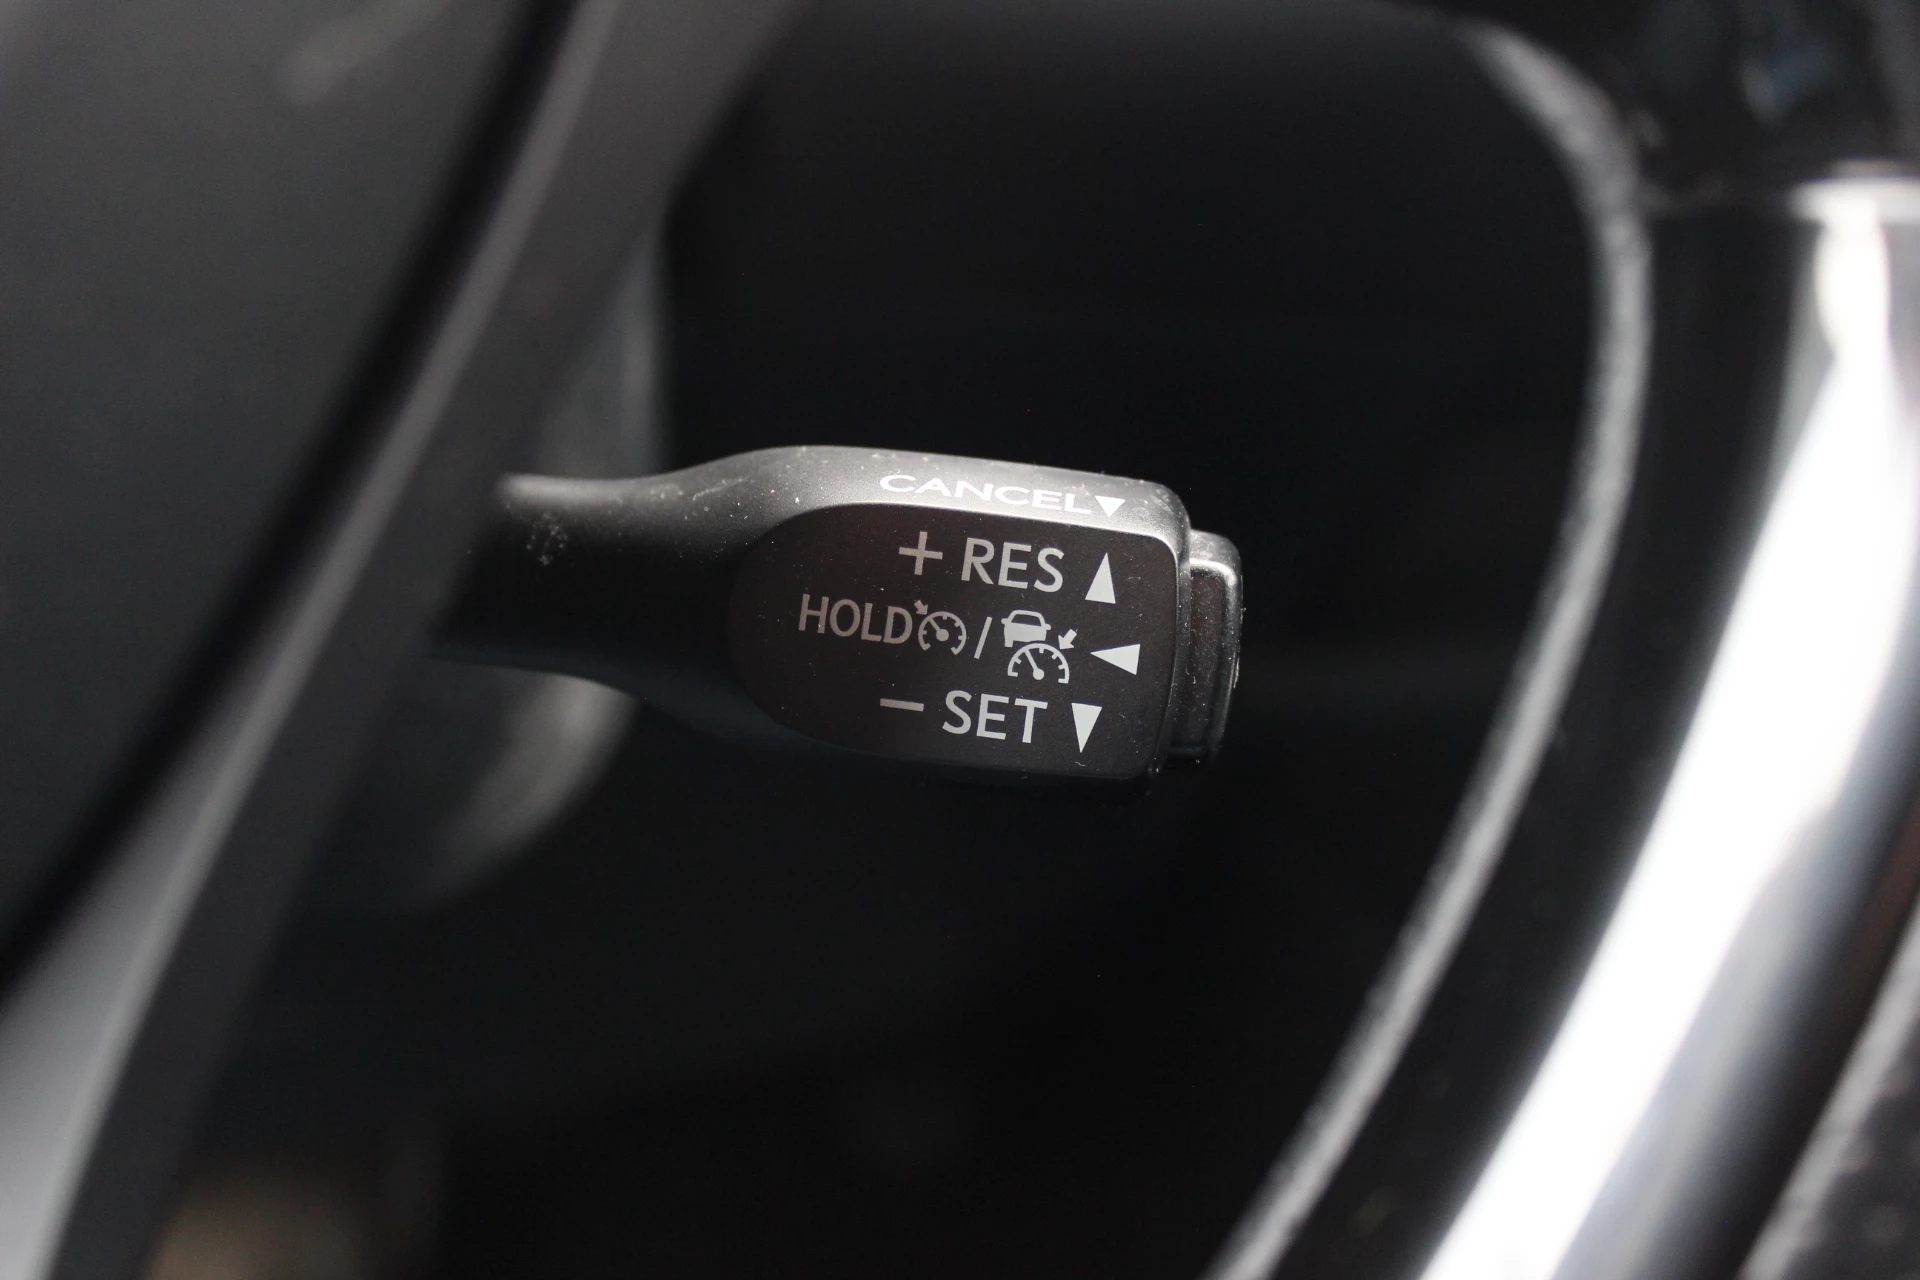 CANCEL▼
+ RES ▲
HOLD / ◀
− SET ▼